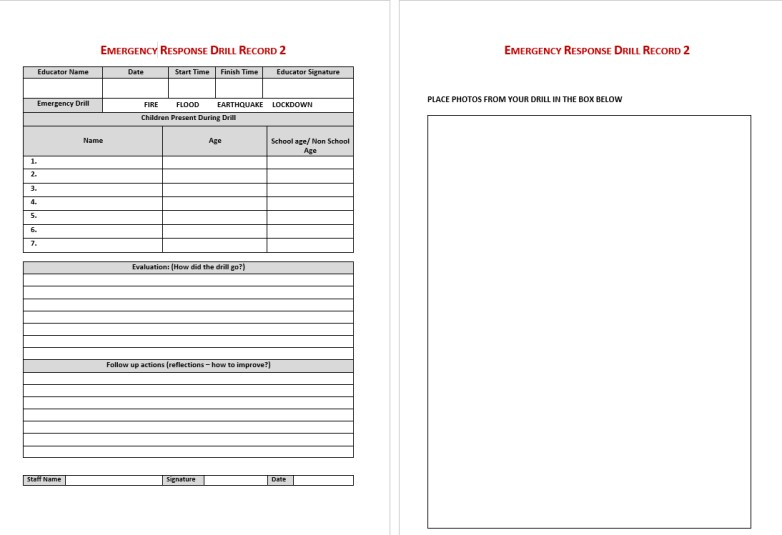 EMERGENCY RESPONSE DRILL RECORD 2
Educator Name Date Start Time Finish Time Educator Signature
Emergency Drill FIRE FLOOD EARTHQUAKE LOCKDOWN
Children Present During Drill
Name Age School age/ Non School Age
1.
2.
3.
4.
5.
6.
7.
Evaluation: (How did the drill go?)
Follow up actions (reflections – how to improve?)
Staff Name Signature Date
EMERGENCY RESPONSE DRILL RECORD 2
PLACE PHOTOS FROM YOUR DRILL IN THE BOX BELOW